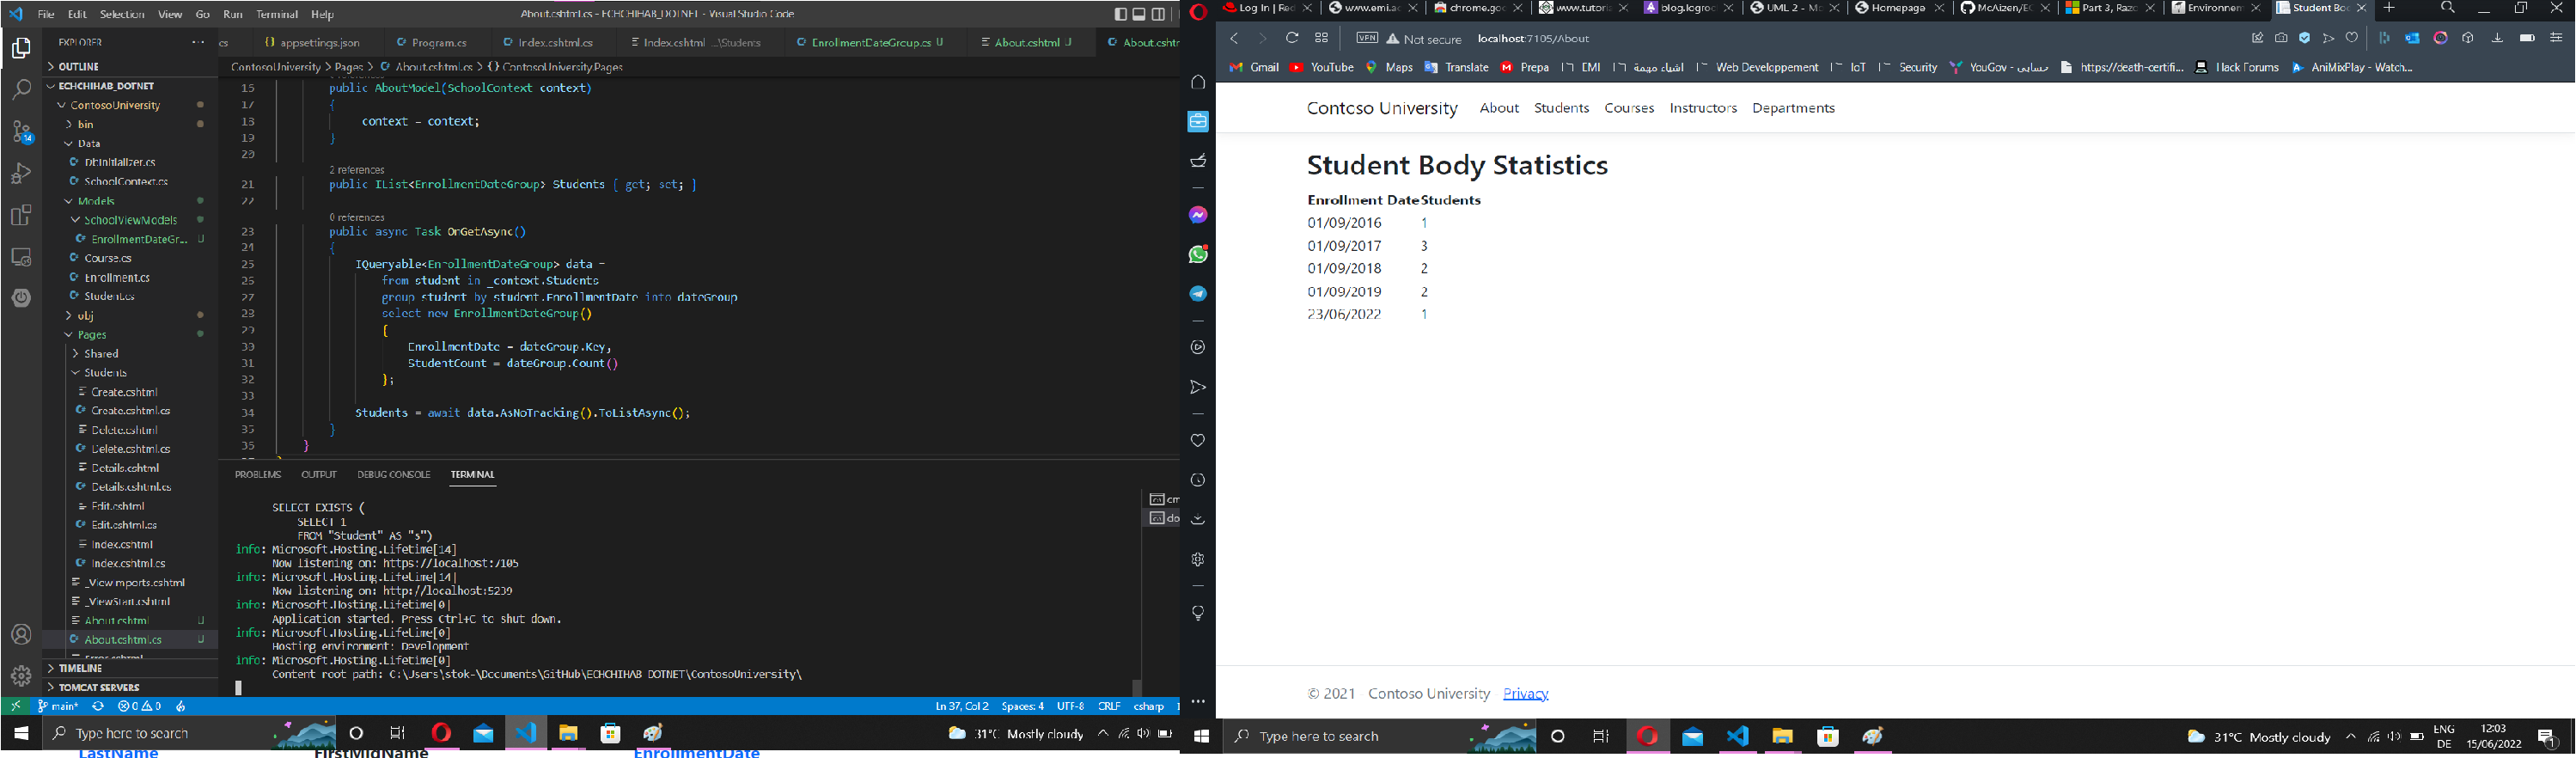 File Edit Selection View Go Run Terminal Help
About.cshtml.cs - ECHCHIHAB_DOTNET - Visual Studio Code
EXPLORER
OUTLINE
ECHCHIHAB_DOTNET
ContosoUniversity
bin
Data
DbInitializer.cs
SchoolContext.cs
Models
SchoolViewModels
EnrollmentDateGr... U
Course.cs
Enrollment.cs
Student.cs
obj
Pages
Shared
Students
Create.cshtml
Create.cshtml.cs
Delete.cshtml
Delete.cshtml.cs
Details.cshtml
Details.cshtml.cs
Edit.cshtml
Edit.cshtml.cs
Index.cshtml
Index.cshtml.cs
_ViewImports.cshtml
_ViewStart.cshtml
About.cshtml U
About.cshtml.cs U
TIMELINE
TOMCAT SERVERS
cs appsettings.json Program.cs Index.cshtml.cs Index.cshtml ...\Students EnrollmentDateGroup.cs U About.cshtml U About.cshtm
ContosoUniversity > Pages > About.cshtml.cs > {} ContosoUniversity.Pages
15 public AboutModel(SchoolContext context)
17 {
18 context = context;
19 }
20
2 references
21 public IList<EnrollmentDateGroup> Students { get; set; }
22
0 references
23 public async Task OnGetAsync()
24 {
25 IQueryable<EnrollmentDateGroup> data =
26 from student in _context.Students
27 group student by student.EnrollmentDate into dateGroup
28 select new EnrollmentDateGroup()
29 {
30 EnrollmentDate = dateGroup.Key,
31 StudentCount = dateGroup.Count()
32 };
33
34 Students = await data.AsNoTracking().ToListAsync();
35 }
36 }
PROBLEMS OUTPUT DEBUG CONSOLE TERMINAL
SELECT EXISTS (
SELECT 1
FROM "Student" AS "s")
info: Microsoft.Hosting.Lifetime[14]
Now listening on: https://localhost:7105
info: Microsoft.Hosting.Lifetime[14]
Now listening on: http://localhost:5239
info: Microsoft.Hosting.Lifetime[0]
Application started. Press Ctrl+C to shut down.
info: Microsoft.Hosting.Lifetime[0]
Hosting environment: Development
info: Microsoft.Hosting.Lifetime[0]
Content root path: C:\Users\stok-\Documents\GitHub\ECHCHIHAB_DOTNET\ContosoUniversity\
main* 0 0 Ln 37, Col 2 Spaces: 4 UTF-8 CRLF csharp
Type here to search 31°C Mostly cloudy
LastName FirstMidName EnrollmentDate
Log In | Red www.emi.ac chrome.goo www.tutoria blog.logroc UML 2 - Mo Homepage McAizen/EC Part 3, Razo Environnem Student Bo
VPN Not secure localhost:7105/About
Gmail YouTube Maps Translate Prepa EMI اشياء مهمة Web Developpement IoT Security YouGov - حسابى https://death-certifi... Hack Forums AniMixPlay - Watch...
Contoso University About Students Courses Instructors Departments
Student Body Statistics
Enrollment Date Students
01/09/2016 1
01/09/2017 3
01/09/2018 2
01/09/2019 2
23/06/2022 1
© 2021 - Contoso University - Privacy
Type here to search 31°C Mostly cloudy ENG DE 12:03 15/06/2022 1